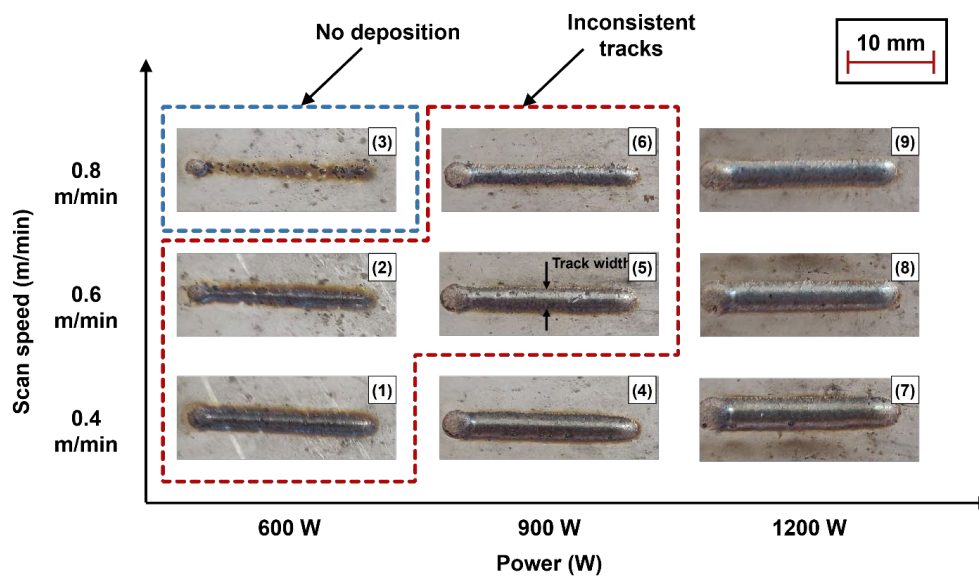 No deposition
Inconsistent
tracks
10 mm
(3)
(6)
(9)
0.8
m/min
(2)
Track width
(5)
(8)
0.6
m/min
(1)
(4)
(7)
0.4
m/min
Scan speed (m/min)
600 W
900 W
1200 W
Power (W)